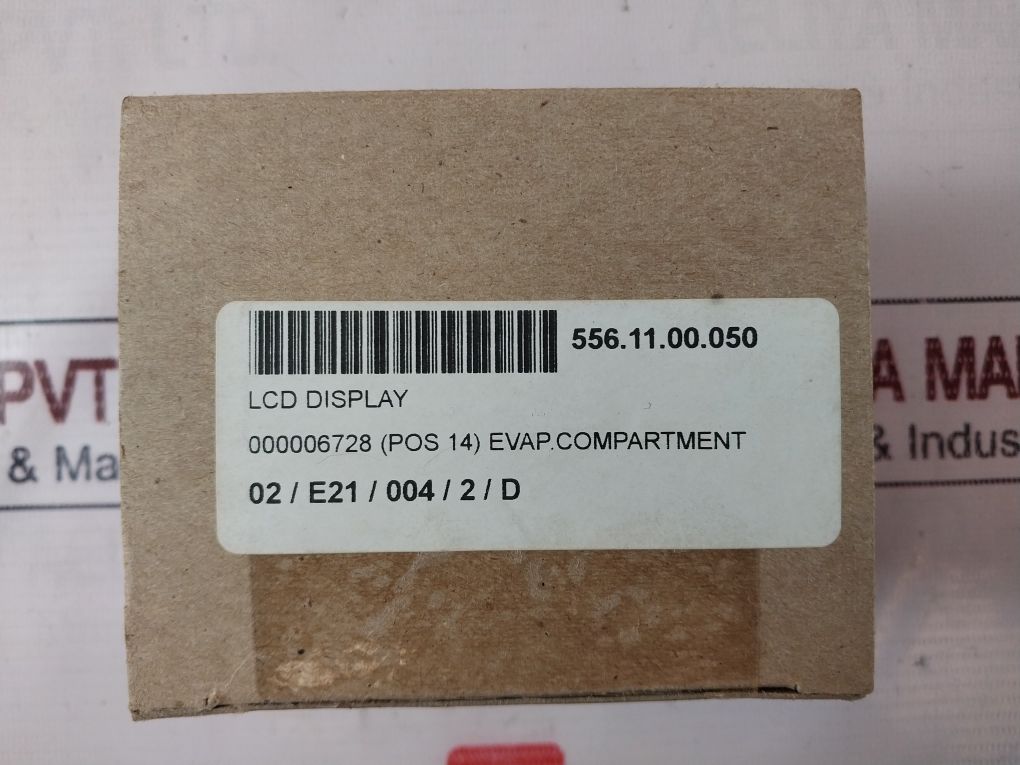 556.11.00.050
LCD DISPLAY
000006728 (POS 14) EVAP.COMPARTMENT
02 / E21 / 004 / 2 / D
PVT
& Ma
A MA
& Indus